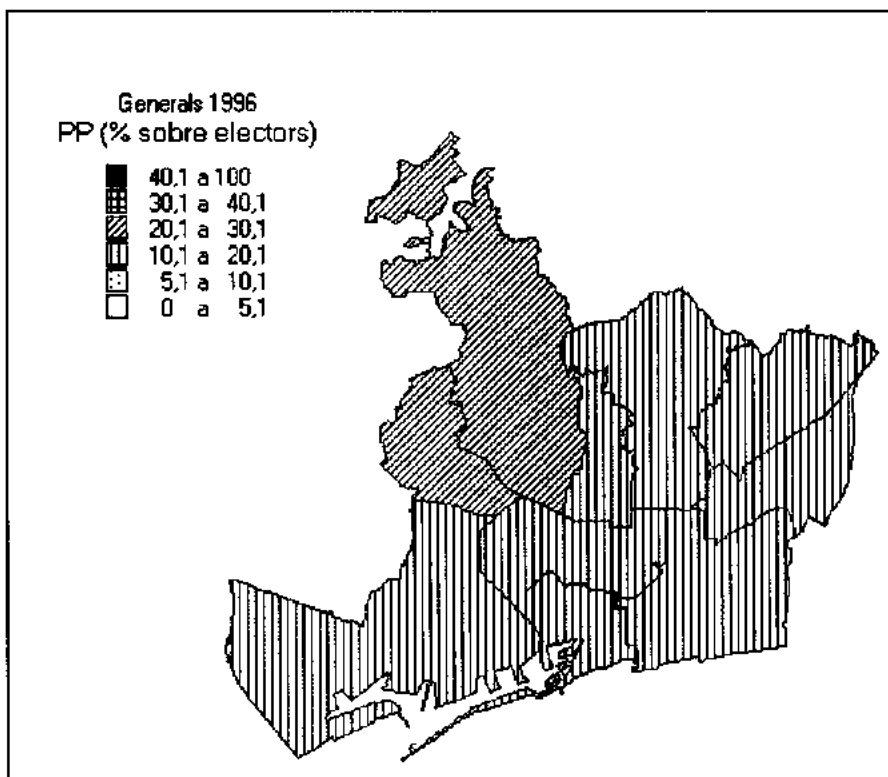 Generals 1996
PP (% sobre electors)
40,1 a 100
30,1 a 40,1
20,1 a 30,1
10,1 a 20,1
5,1 a 10,1
0 a 5,1